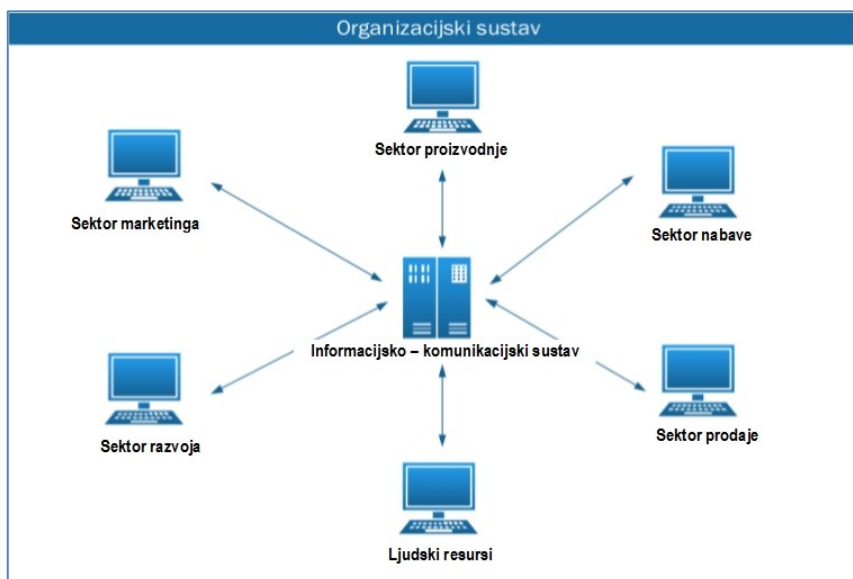 Organizacijski sustav
Sektor proizvodnje
Sektor marketinga
Sektor nabave
Informacijsko – komunikacijski sustav
Sektor razvoja
Sektor prodaje
Ljudski resursi